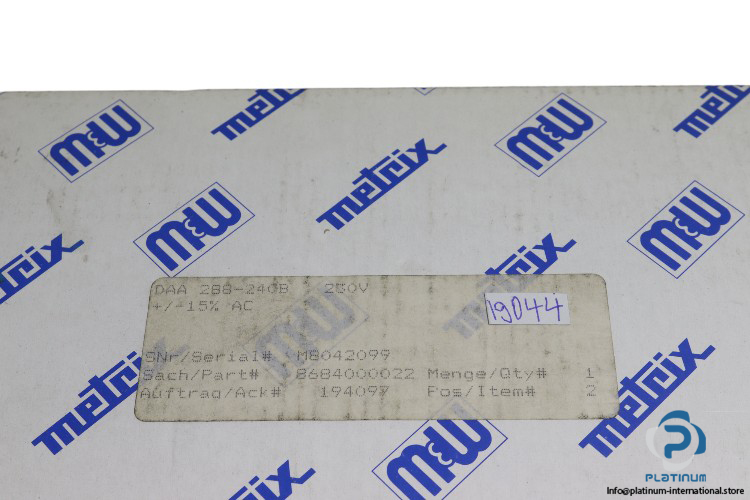 metrix
M&W
metrix
M&W
metrix
M&W
metrix
M&W
metrix
M&W
DAA 288-240B 250V
+/-15% AC
19044
SNr/Serial# M8042099
Sach/Part# 8684000022 Menge/Qty# 1
Auftrag/Ack# 194097 Pos/Item# 2
metrix
M&W
metrix
M&W
metrix
PLATINUM
Info@platinum-international.store